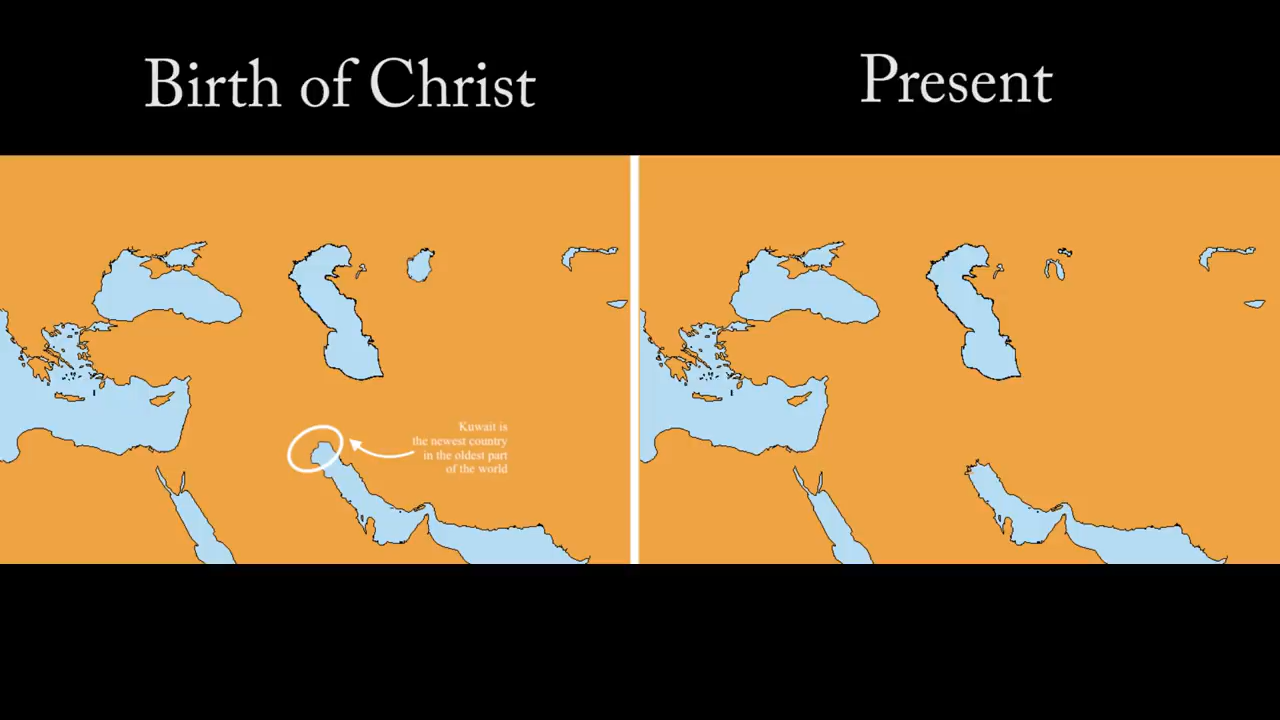 Birth of Christ
Present
Kuwait is
the newest country
in the oldest part
of the world